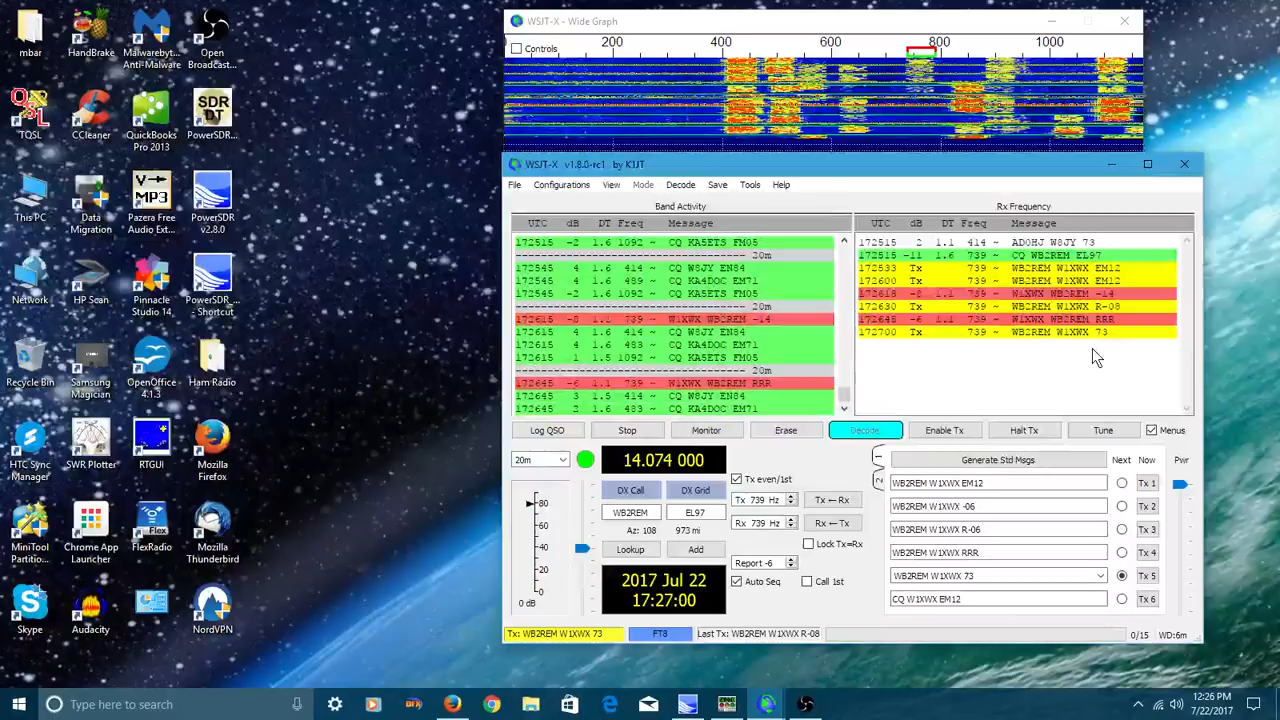 mbar
HandBrake
Malwarebyt... Anti-Malware
Open Broadcast...
TQSL
CCleaner
QuickBooks Pro 2013
PowerSDR...
This PC
Data Migration
Pazera Free ...
PowerSDR
Network
HP Scan
Pinnacle Studio 14
PowerSDR_... Shortcut
Recycle Bin
Samsung Magician
OpenOffice 4.1.3
Ham Radio
HTC Sync Manager
SWR Plotter
RTGUI
Mozilla Firefox
MiniTool Partition...
Chrome App Launcher
FlexRadio
Mozilla Thunderbird
Skype
Audacity
NordVPN
WSJT-X - Wide Graph
Controls
200 400 600 800 1000
WSJT-X v1.8.0-rc1 by K1JT
File Configurations View Mode Decode Save Tools Help
Band Activity
UTC dB DT Freq Message
172515 -2 1.6 1092 ~ CQ KA5ETS FM05
20m
172545 4 1.6 414 ~ CQ W8JY EN84
172545 4 1.6 489 ~ CQ KA4DOC EM71
172545 -2 1.6 1092 ~ CQ KA5ETS FM05
20m
172615 -8 1.1 739 ~ W1XWX WB2REM -14
172615 4 1.6 414 ~ CQ W8JY EN84
172615 4 1.6 483 ~ CQ KA4DOC EM71
172615 1 1.5 1092 ~ CQ KA5ETS FM05
20m
172645 -6 1.1 739 ~ W1XWX WB2REM RRR
172645 3 1.5 414 ~ CQ W8JY EN84
172645 2 1.6 483 ~ CQ KA4DOC EM71
Rx Frequency
UTC dB DT Freq Message
172515 2 1.1 414 ~ AD0HJ W8JY 73
172515 -11 1.6 739 ~ CQ WB2REM EL97
172533 Tx 739 ~ WB2REM W1XWX EM12
172600 Tx 739 ~ WB2REM W1XWX EM12
172615 -8 1.1 739 ~ W1XWX WB2REM -14
172630 Tx 739 ~ WB2REM W1XWX R-08
172645 -6 1.1 739 ~ W1XWX WB2REM RRR
172700 Tx 739 ~ WB2REM W1XWX 73
Log QSO Stop Monitor Erase Decode Enable Tx Halt Tx Tune Menus
20m
14.074 000
DX Call DX Grid
WB2REM EL97
Az: 108 973 mi
Lookup Add
2017 Jul 22
17:27:00
80
60
40
20
0 dB
Tx even/1st
Tx 739 Hz Tx ← Rx
Rx 739 Hz Rx ← Tx
Lock Tx=Rx
Report -6
Auto Seq Call 1st
1
2
Generate Std Msgs Next Now Pwr
WB2REM W1XWX EM12 Tx 1
WB2REM W1XWX -06 Tx 2
WB2REM W1XWX R-06 Tx 3
WB2REM W1XWX RRR Tx 4
WB2REM W1XWX 73 Tx 5
CQ W1XWX EM12 Tx 6
Tx: WB2REM W1XWX 73 FT8 Last Tx: WB2REM W1XWX R-08 0/15 WD:6m
Type here to search
12:26 PM
7/22/2017